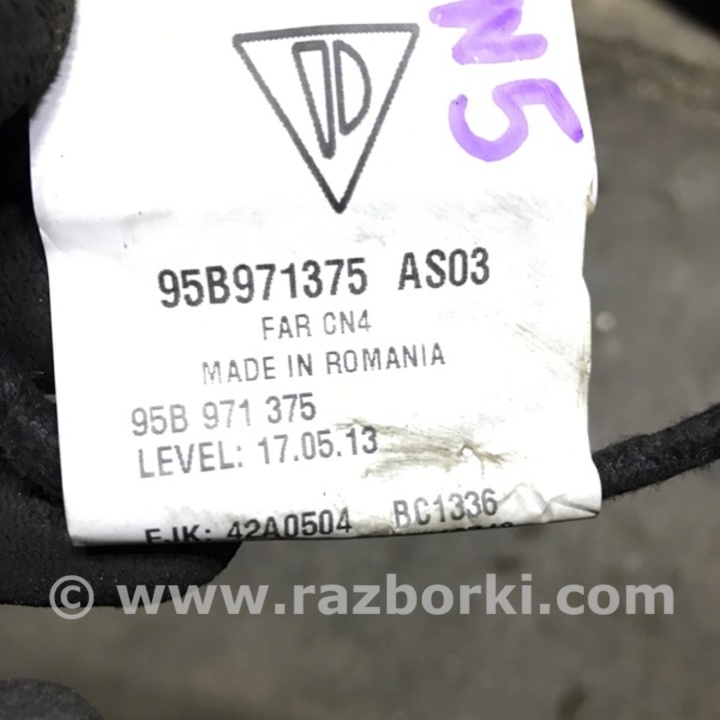 N5
95B971375 AS03
FAR CN4
MADE IN ROMANIA
95B 971 375
LEVEL: 17.05.13
EJK: 42A0504 BC1336
© www.razborki.com